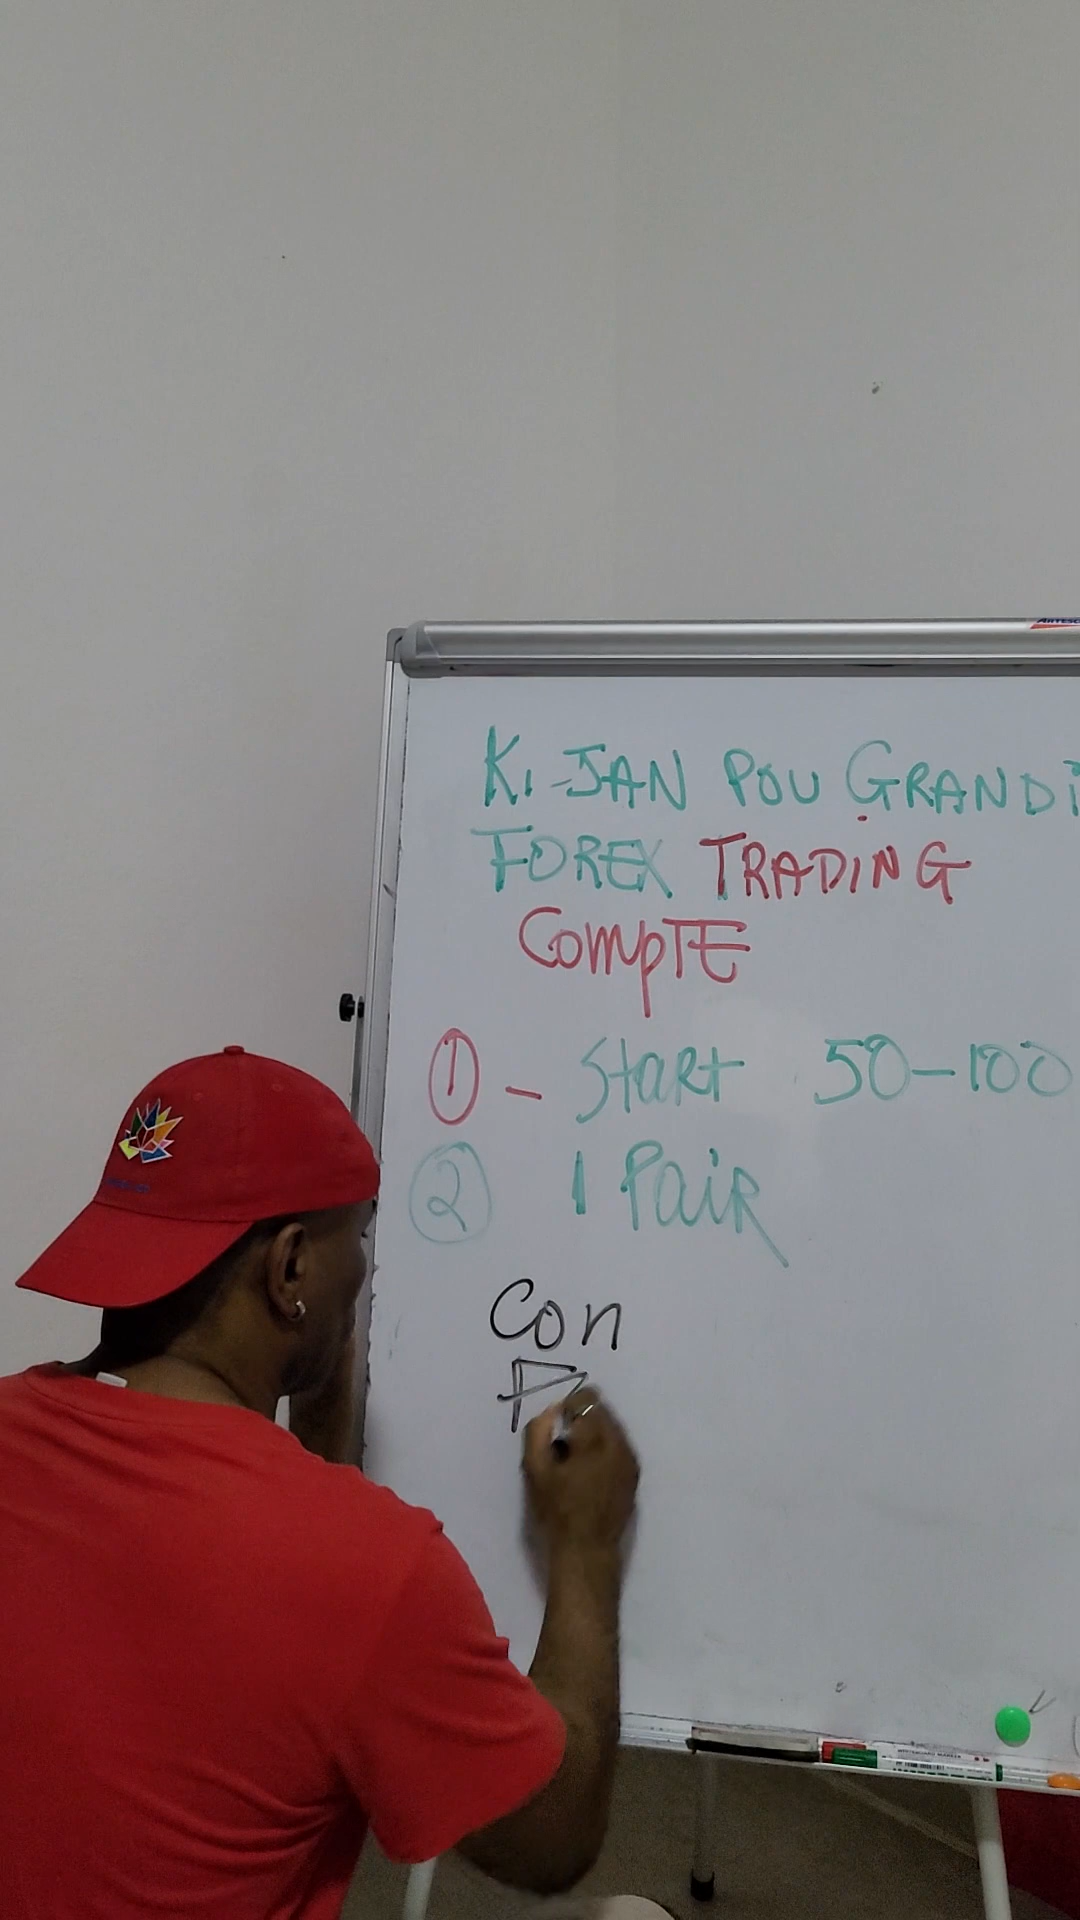 KI-JAN POU GRANDI
FOREX TRADING
COMPTE
① - Start 50-100
② 1 Pair
Con